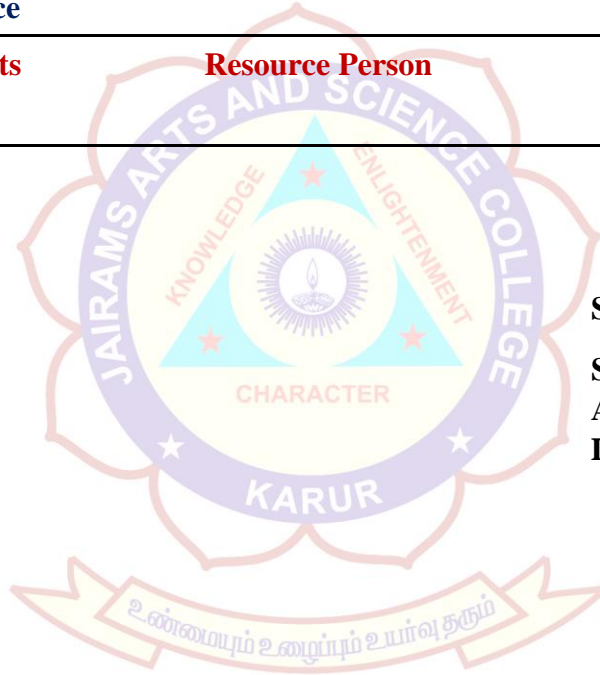 ce
ts Resource Person
JAIRAMS ARTS AND SCIENCE COLLEGE
KNOWLEDGE
ENLIGHTENMENT
S
CHARACTER
S
A
KARUR
உண்மையும் உழைப்பும் உயர்வு தரும்